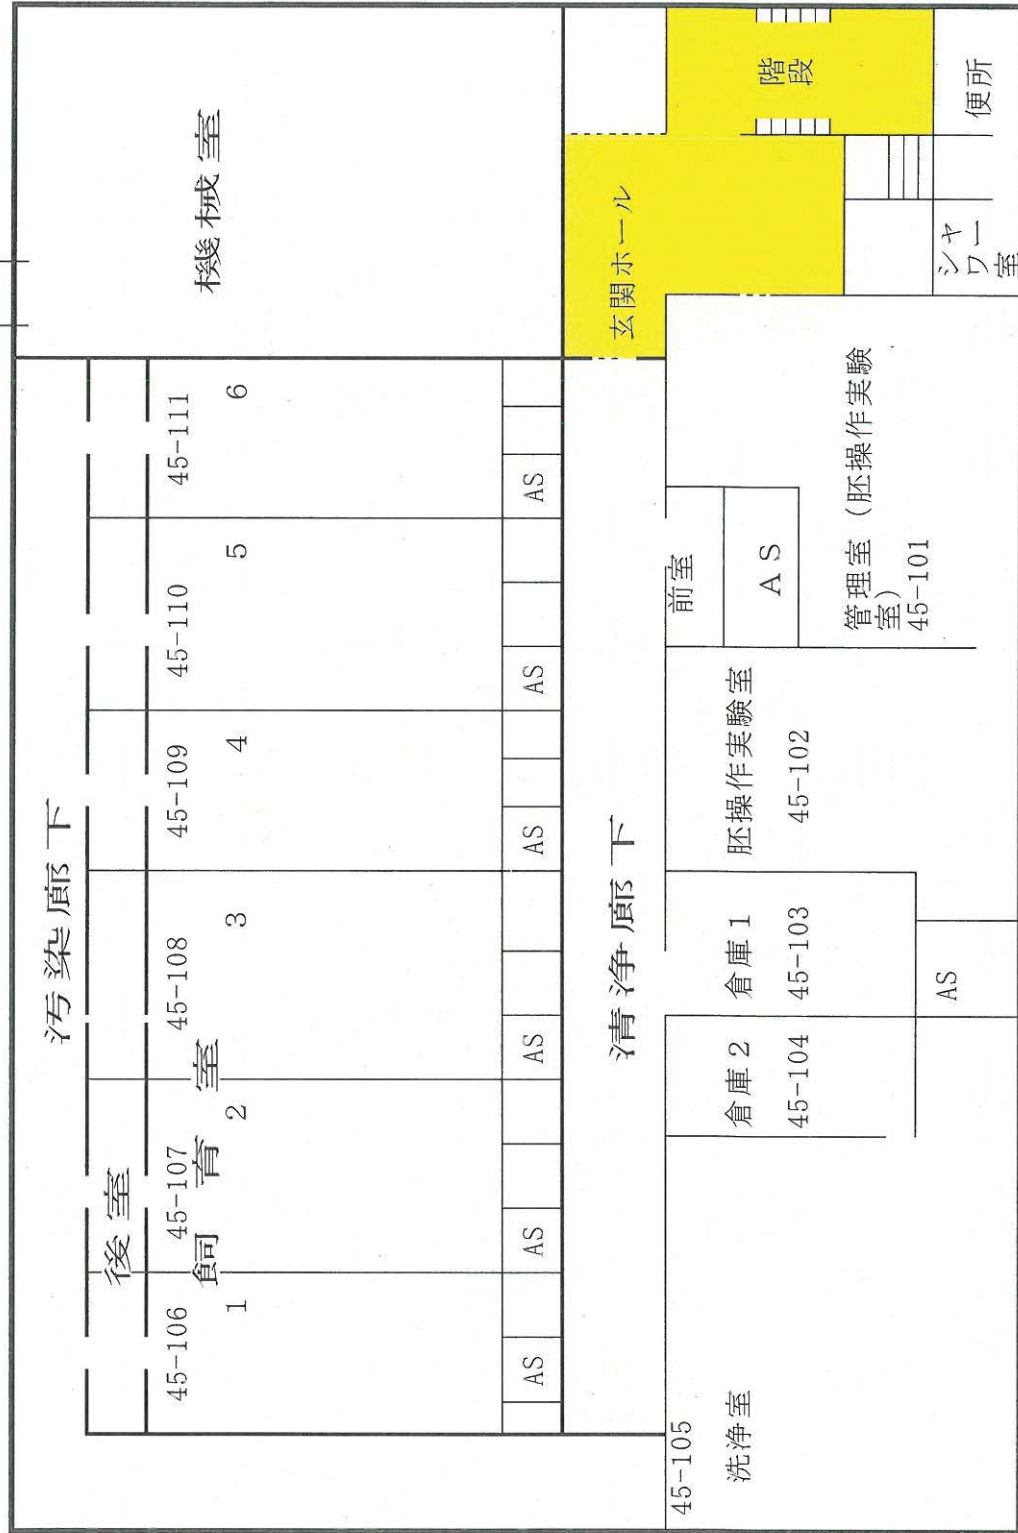 汚染廊下
後室
45-106
45-107
45-108
45-109
45-110
45-111
飼育室
1
2
3
4
5
6
機械室
AS
AS
AS
AS
AS
AS
清浄廊下
玄関ホール
階段
45-105
洗浄室
倉庫2
45-104
倉庫1
45-103
AS
胚操作実験室
45-102
前室
AS
管理室(胚操作実験
室)
45-101
シャ
ワー
室
便所